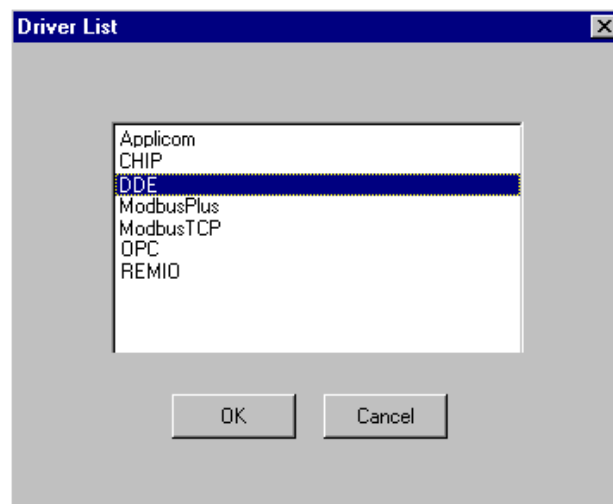 Driver List
Applicom
CHIP
DDE
ModbusPlus
ModbusTCP
OPC
REMIO
OK Cancel